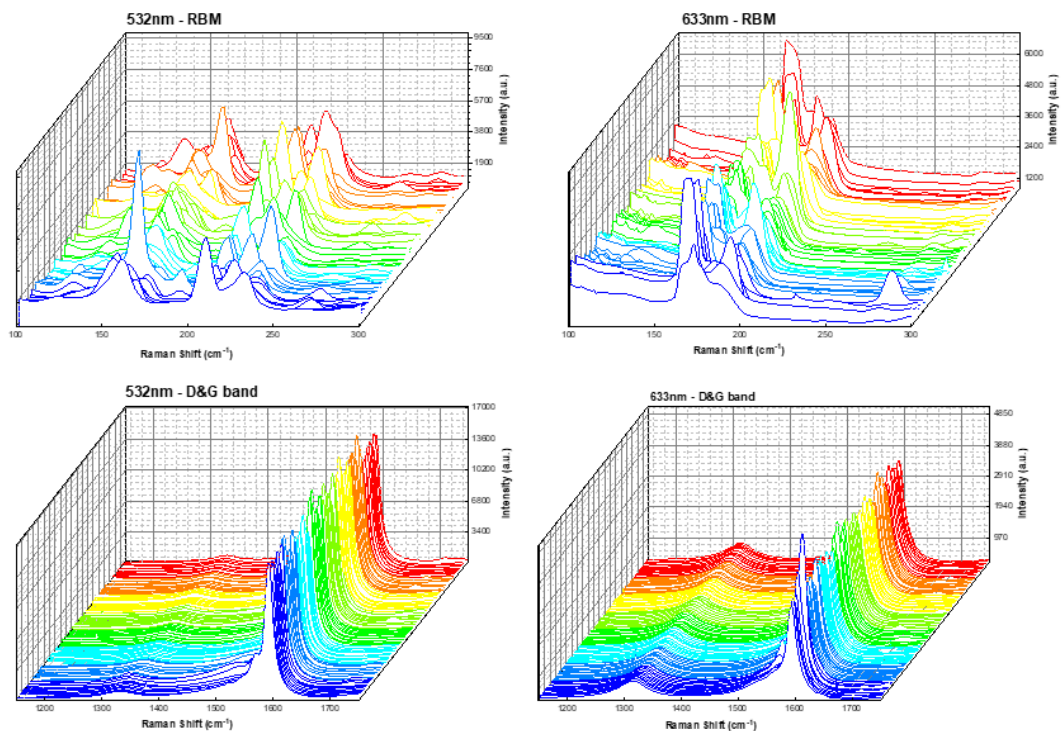 532nm - RBM
9500
7600
5700
3800
1900
Intensity (a.u.)
100 150 200 250 300
Raman Shift (cm⁻¹)
633nm - RBM
6000
4800
3600
2400
1200
Intensity (a.u.)
100 150 200 250 300
Raman Shift (cm⁻¹)
532nm - D&G band
17000
13600
10200
6800
3400
Intensity (a.u.)
1200 1300 1400 1500 1600 1700
Raman Shift (cm⁻¹)
633nm - D&G band
4850
3880
2910
1940
970
Intensity (a.u.)
1200 1300 1400 1500 1600 1700
Raman Shift (cm⁻¹)